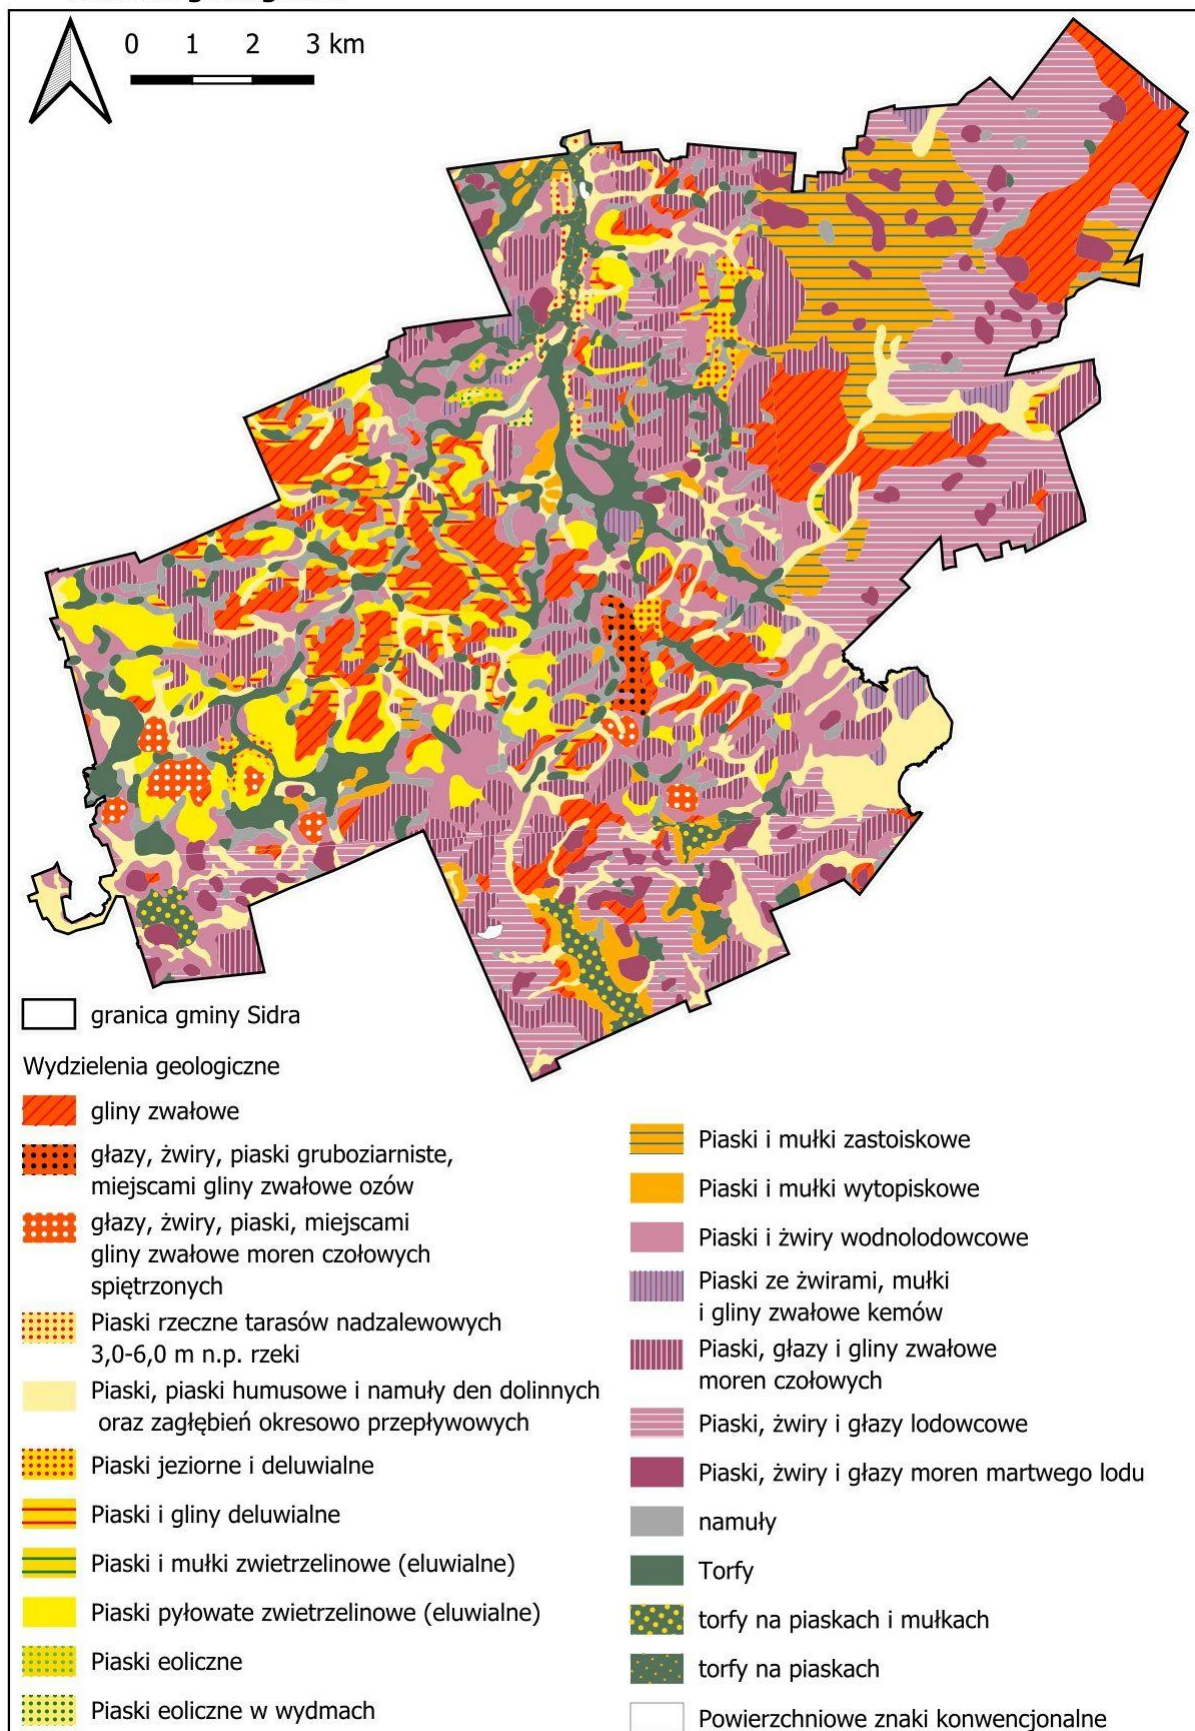 0 1 2 3 km
granica gminy Sidra
Wydzielenia geologiczne
gliny zwałowe
głazy, żwiry, piaski gruboziarniste,
miejscami gliny zwałowe ozów
głazy, żwiry, piaski, miejscami
gliny zwałowe moren czołowych
spiętrzonych
Piaski rzeczne tarasów nadzalewowych
3,0-6,0 m n.p. rzeki
Piaski, piaski humusowe i namuły den dolinnych
oraz zagłębień okresowo przepływowych
Piaski jeziorne i deluwialne
Piaski i gliny deluwialne
Piaski i mułki zwietrzelinowe (eluwialne)
Piaski pyłowate zwietrzelinowe (eluwialne)
Piaski eoliczne
Piaski eoliczne w wydmach
Piaski i mułki zastoiskowe
Piaski i mułki wytopiskowe
Piaski i żwiry wodnolodowcowe
Piaski ze żwirami, mułki
i gliny zwałowe kemów
Piaski, głazy i gliny zwałowe
moren czołowych
Piaski, żwiry i głazy lodowcowe
Piaski, żwiry i głazy moren martwego lodu
namuły
Torfy
torfy na piaskach i mułkach
torfy na piaskach
Powierzchniowe znaki konwencjonalne